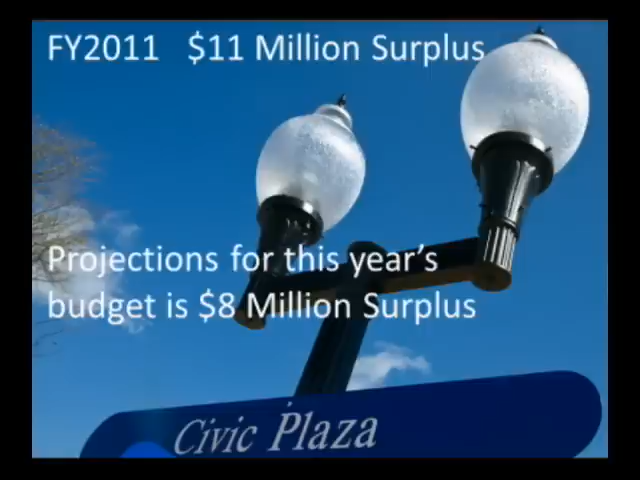 FY2011 $11 Million Surplus
Projections for this year's
budget is $8 Million Surplus
Civic Plaza